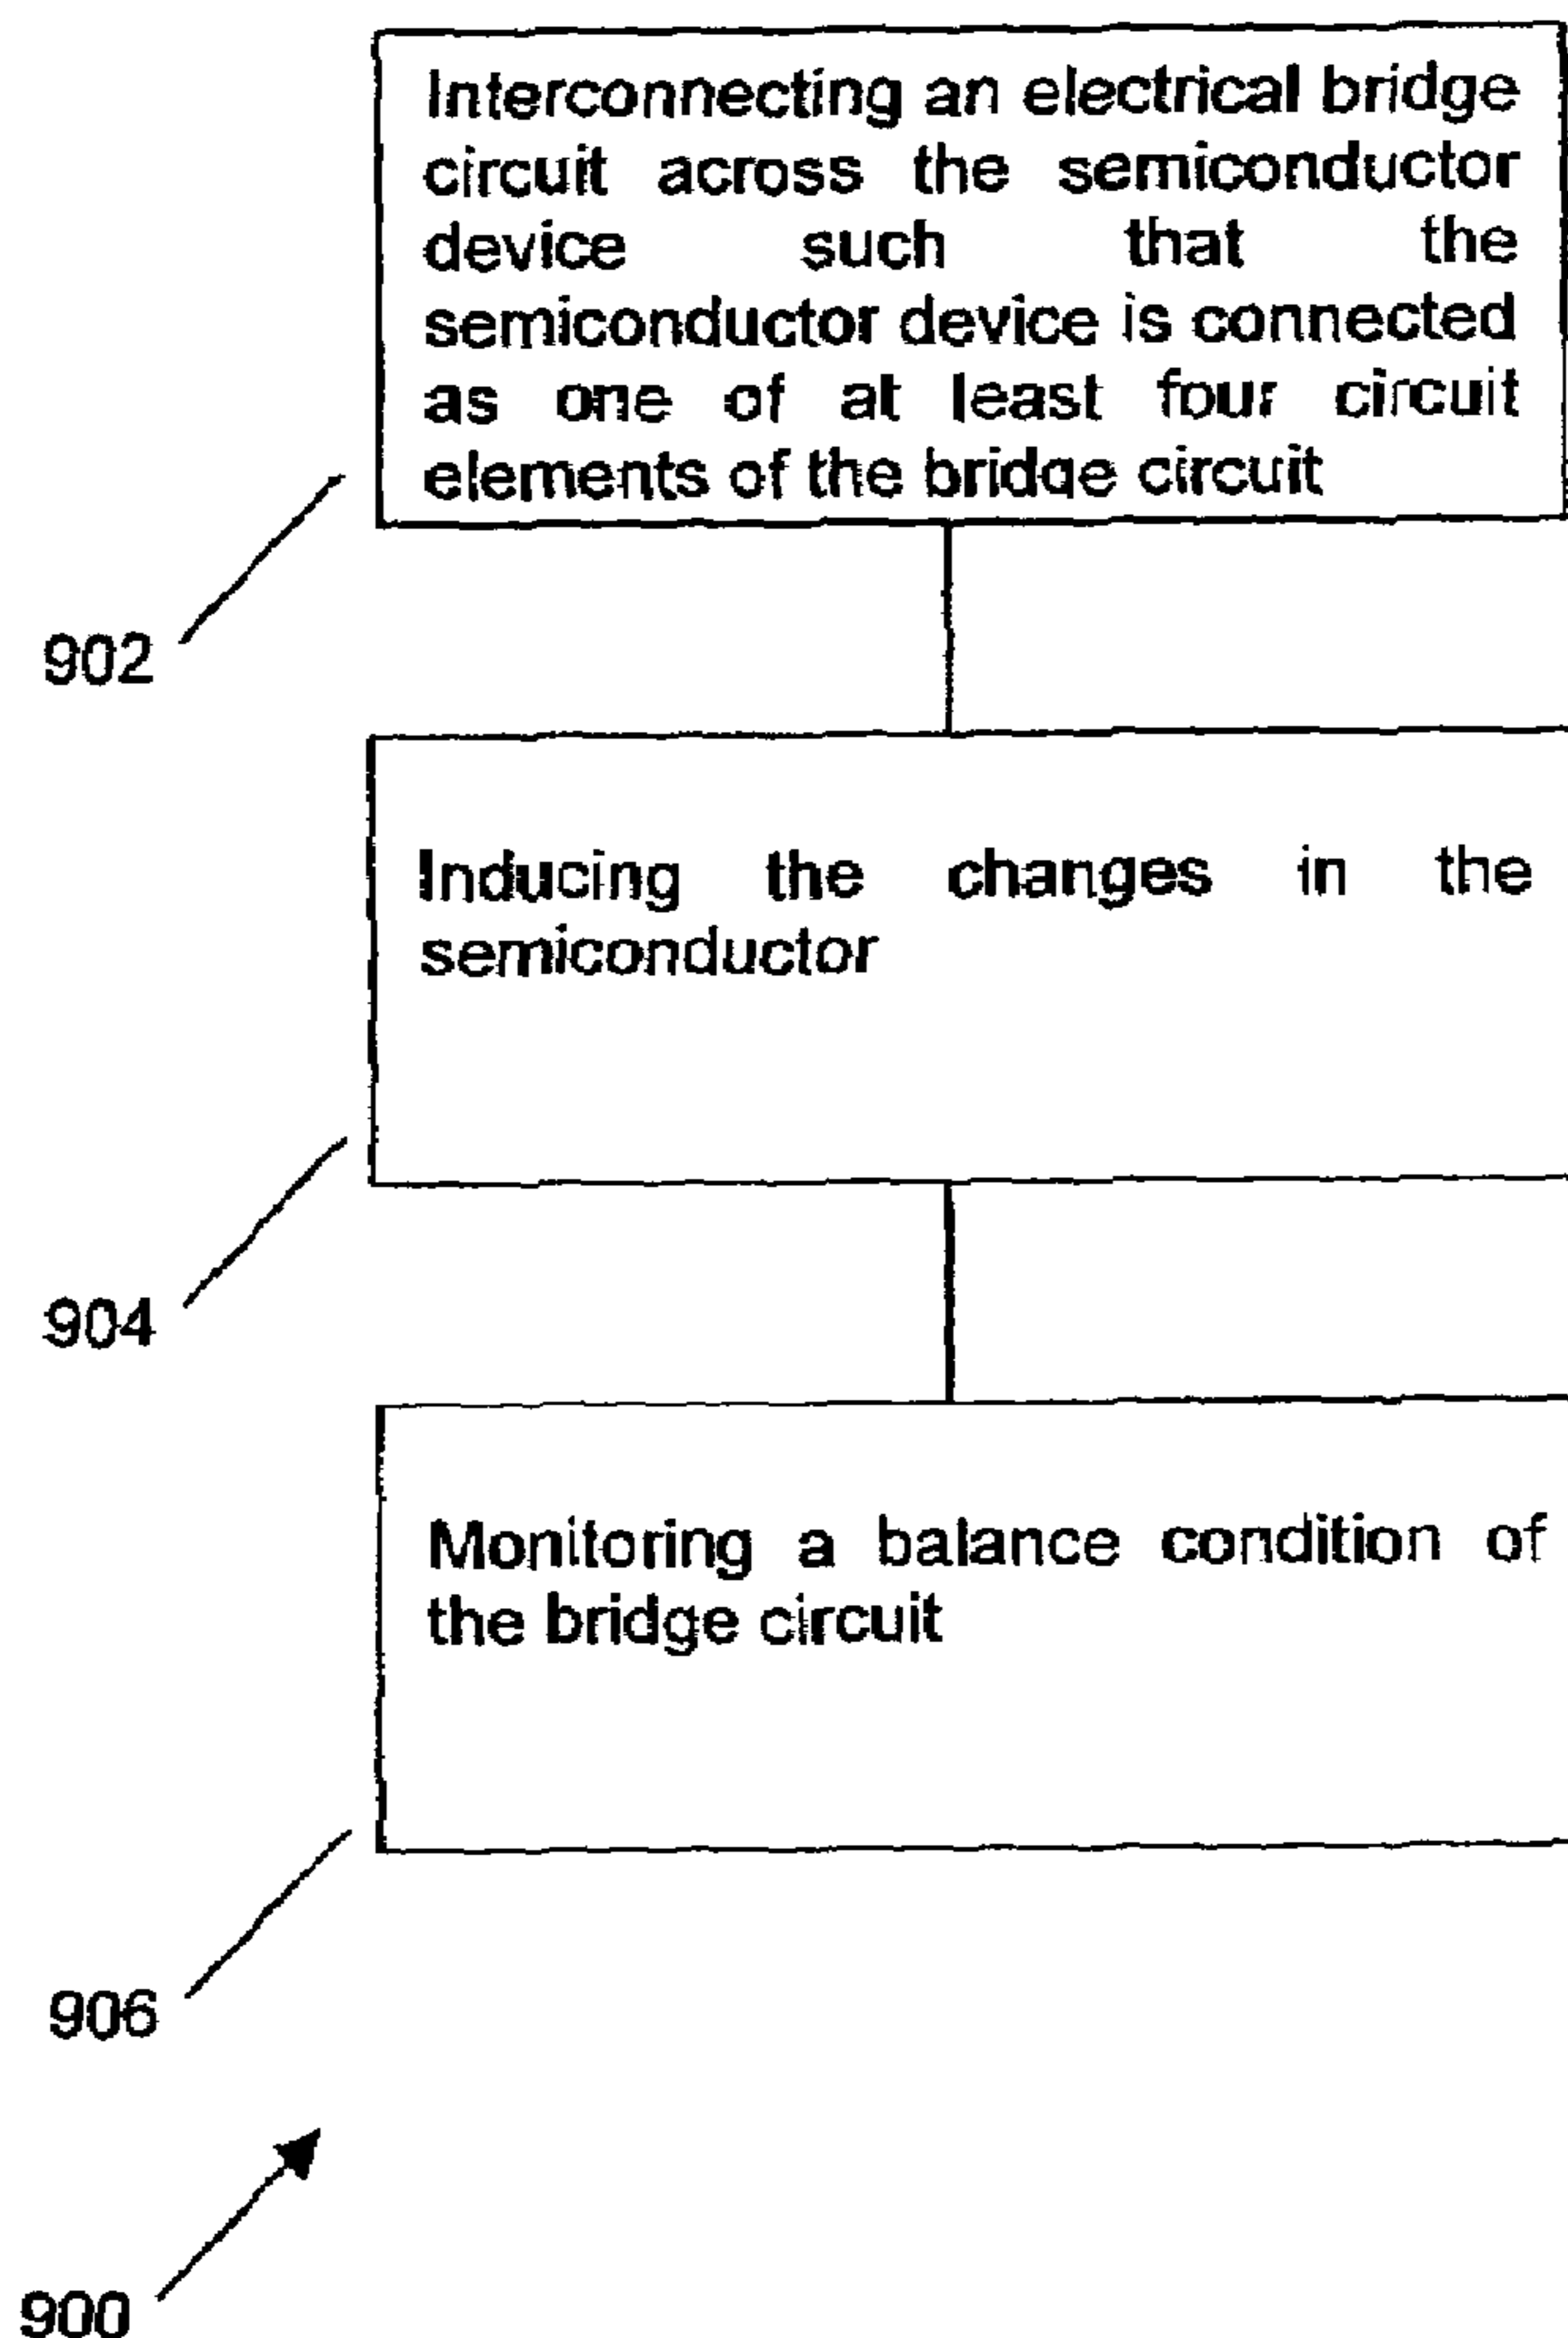 Interconnecting an electrical bridge
circuit across the semiconductor
device such that the
semiconductor device is connected
as one of at least four circuit
elements of the bridge circuit
902
Inducing the changes in the
semiconductor
904
Monitoring a balance condition of
the bridge circuit
906
900